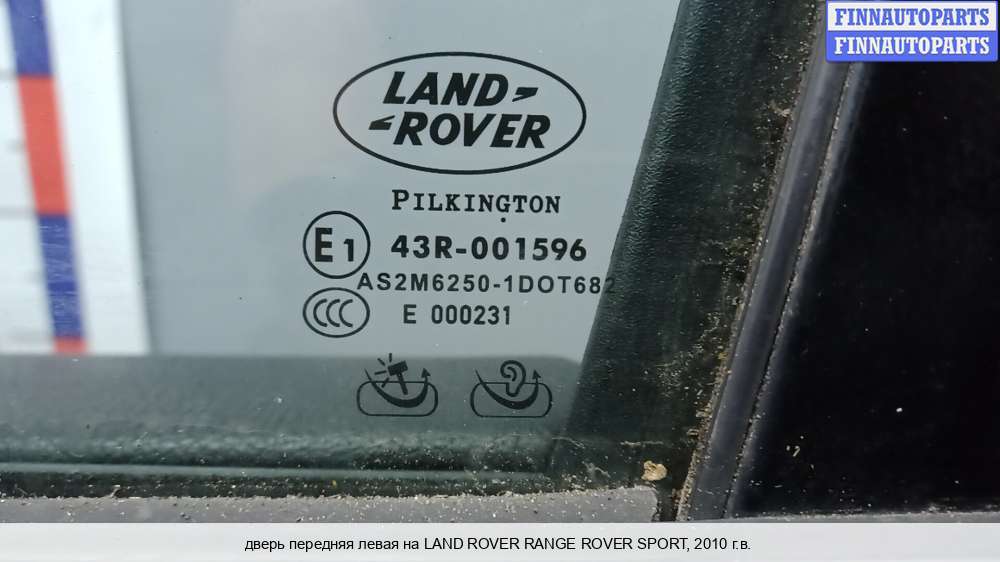 FINNAUTOPARTS
FINNAUTOPARTS
LAND
ROVER
PILKINGTON
E1 43R-001596
AS2M6250-1DOT682
CCC E 000231
дверь передняя левая на LAND ROVER RANGE ROVER SPORT, 2010 г.в.